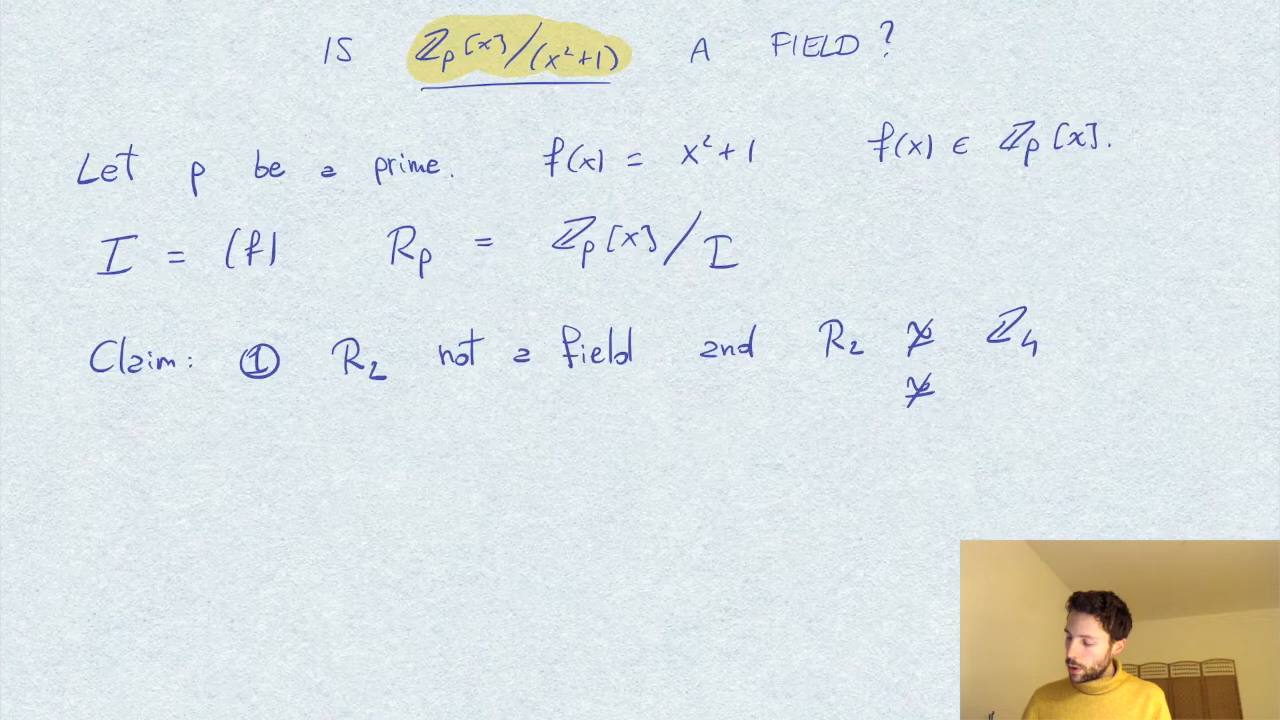 IS ℤp[x]/(x²+1) A FIELD?
Let p be a prime. f(x) = x²+1 f(x) ∈ ℤp[x].
I = (f) Rp = ℤp[x]/I
Claim: ① R₂ not a field and R₂ ≄ ℤ₄
≄